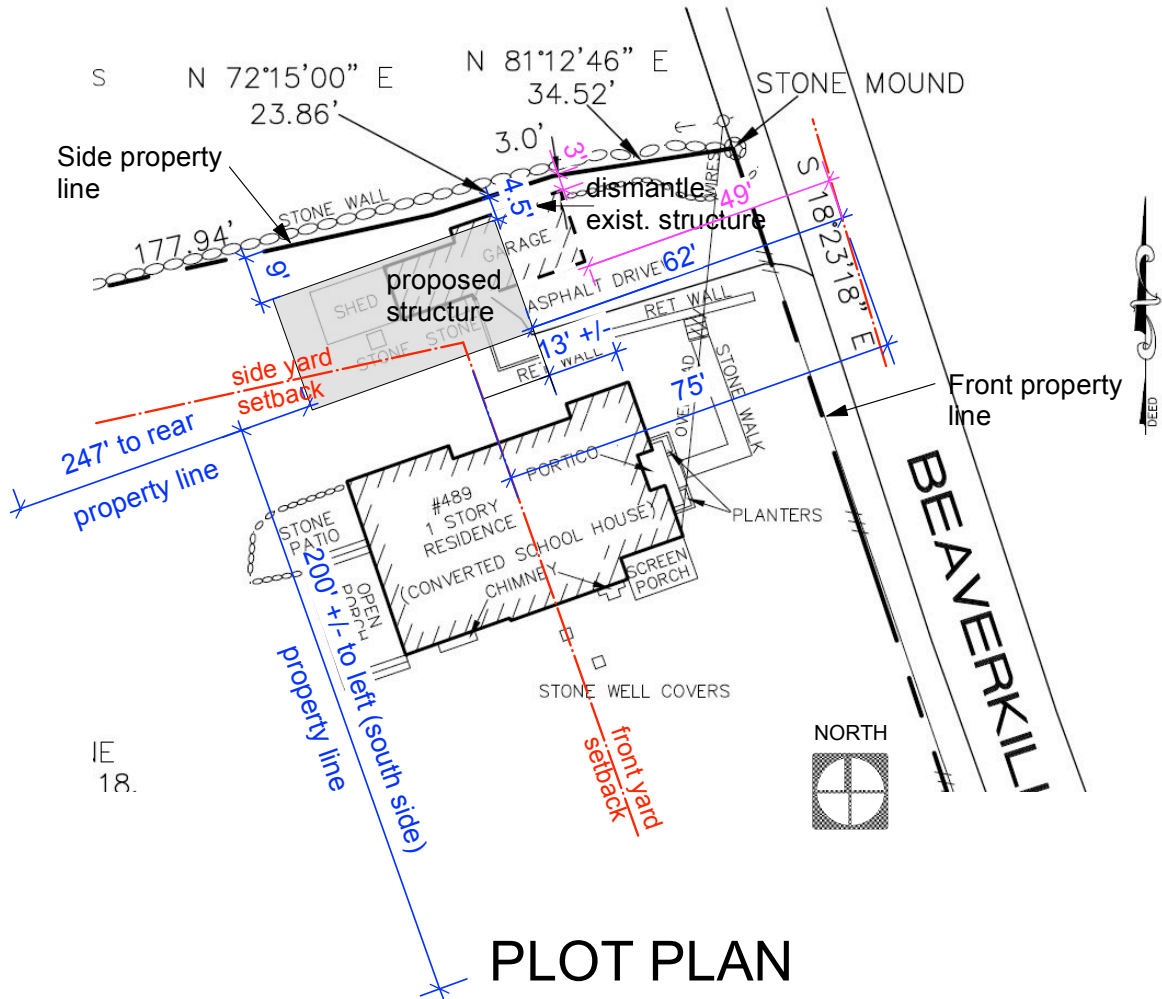 S
N 72°15'00" E
23.86'
N 81°12'46" E
34.52'
STONE MOUND
3.0'
3'
Side property
line
STONE WALL
4.5'
dismantle
exist. structure
WIRES
49'
S 18°23'18" E
177.94'
9'
GARAGE
proposed
structure
SHED
62'
ASPHALT DRIVE
RET WALL
STONE STONE
13' +/-
RET WALL
side yard
setback
75'
STONE WALK
Front property
line
DEED
247' to rear
property line
PORTICO
#489
1 STORY
RESIDENCE
(CONVERTED SCHOOL HOUSE)
PLANTERS
STONE
PATIO
CHIMNEY
SCREEN
PORCH
OPEN
PORCH
200' +/- to left (south side)
property line
BEAVERKIL
STONE WELL COVERS
front yard
setback
NORTH
18.
PLOT PLAN